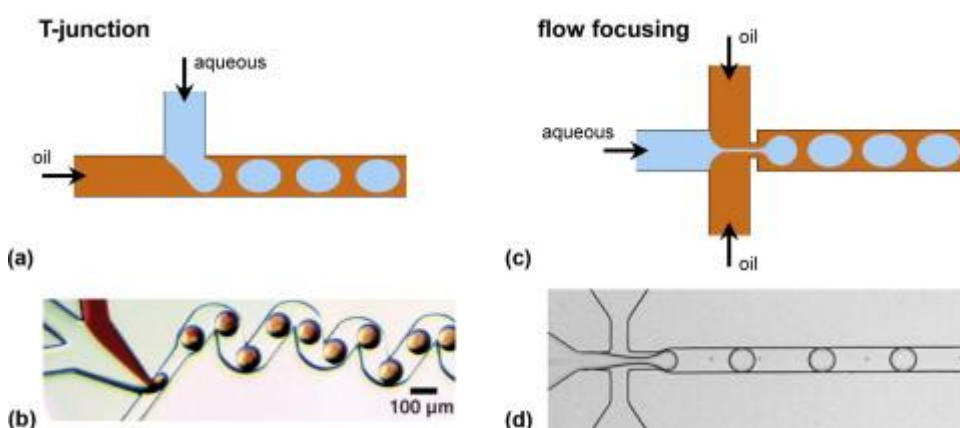 T-junction
aqueous
oil
(a)
(b)
100 µm
flow focusing
oil
aqueous
oil
(c)
(d)